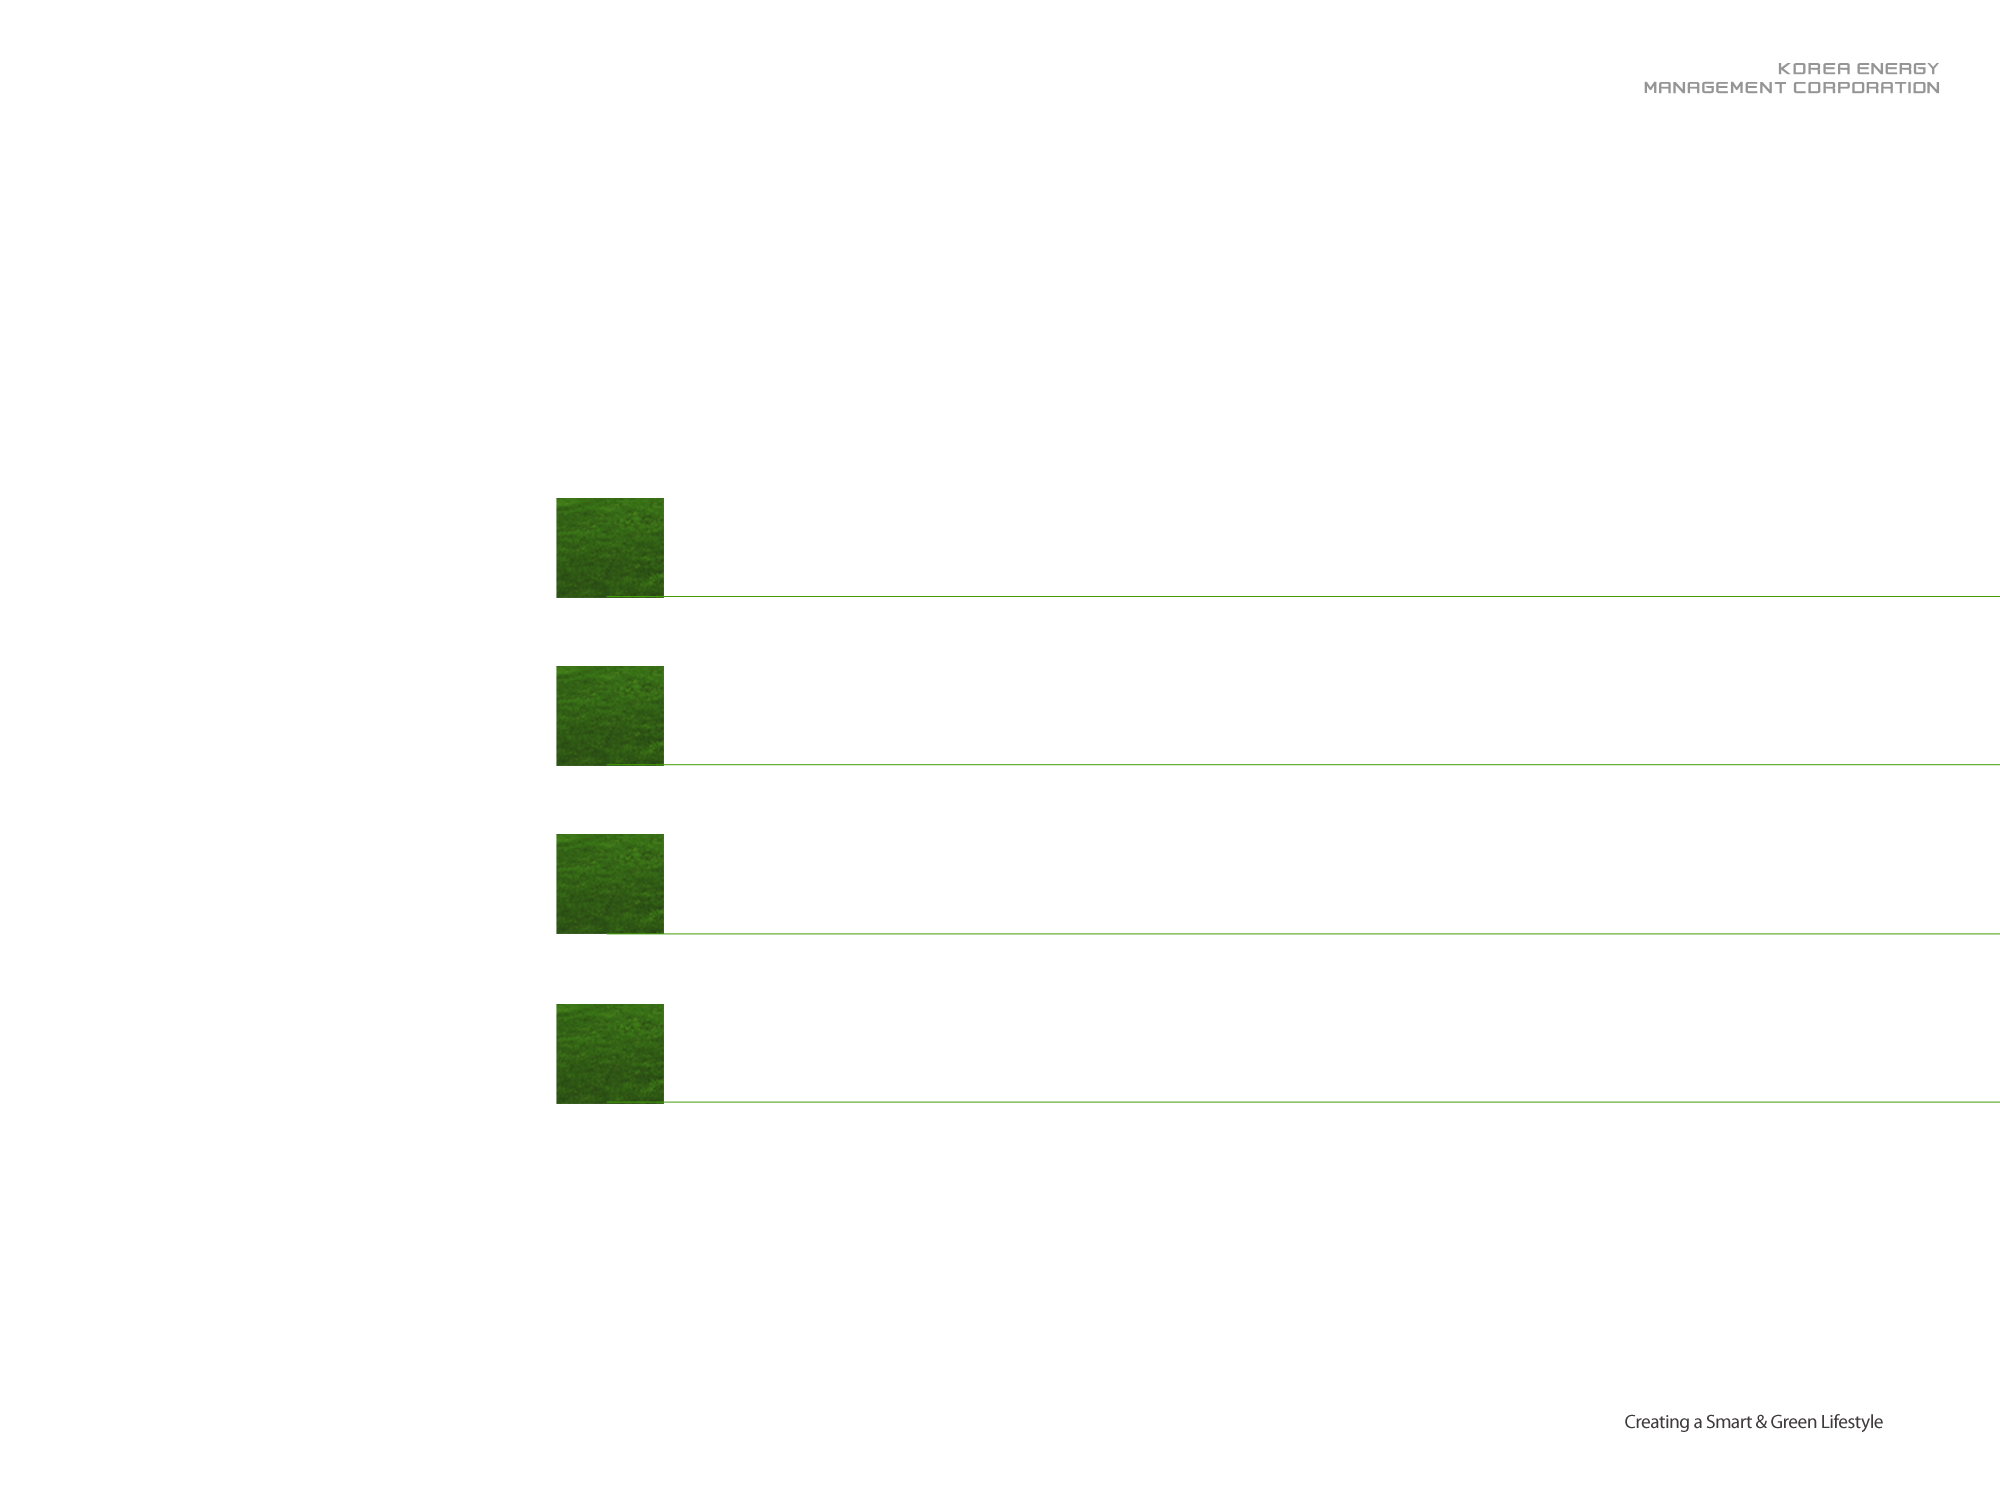 KOREA ENERGY
MANAGEMENT CORPORATION
Creating a Smart & Green Lifestyle